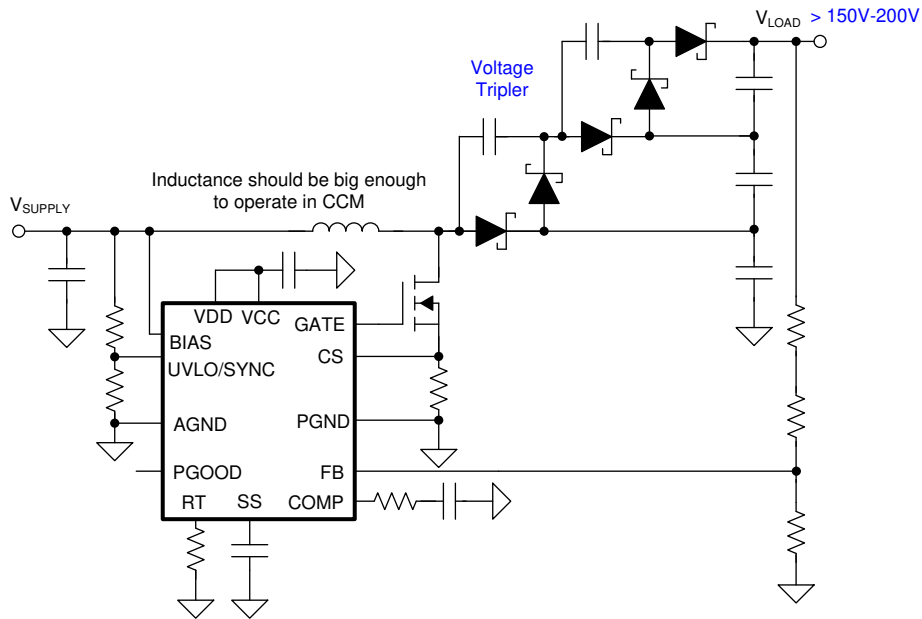 VLOAD > 150V-200V
Voltage
Tripler
Inductance should be big enough
to operate in CCM
VSUPPLY
VDD VCC
GATE
BIAS
CS
UVLO/SYNC
AGND
PGND
PGOOD
FB
RT SS COMP